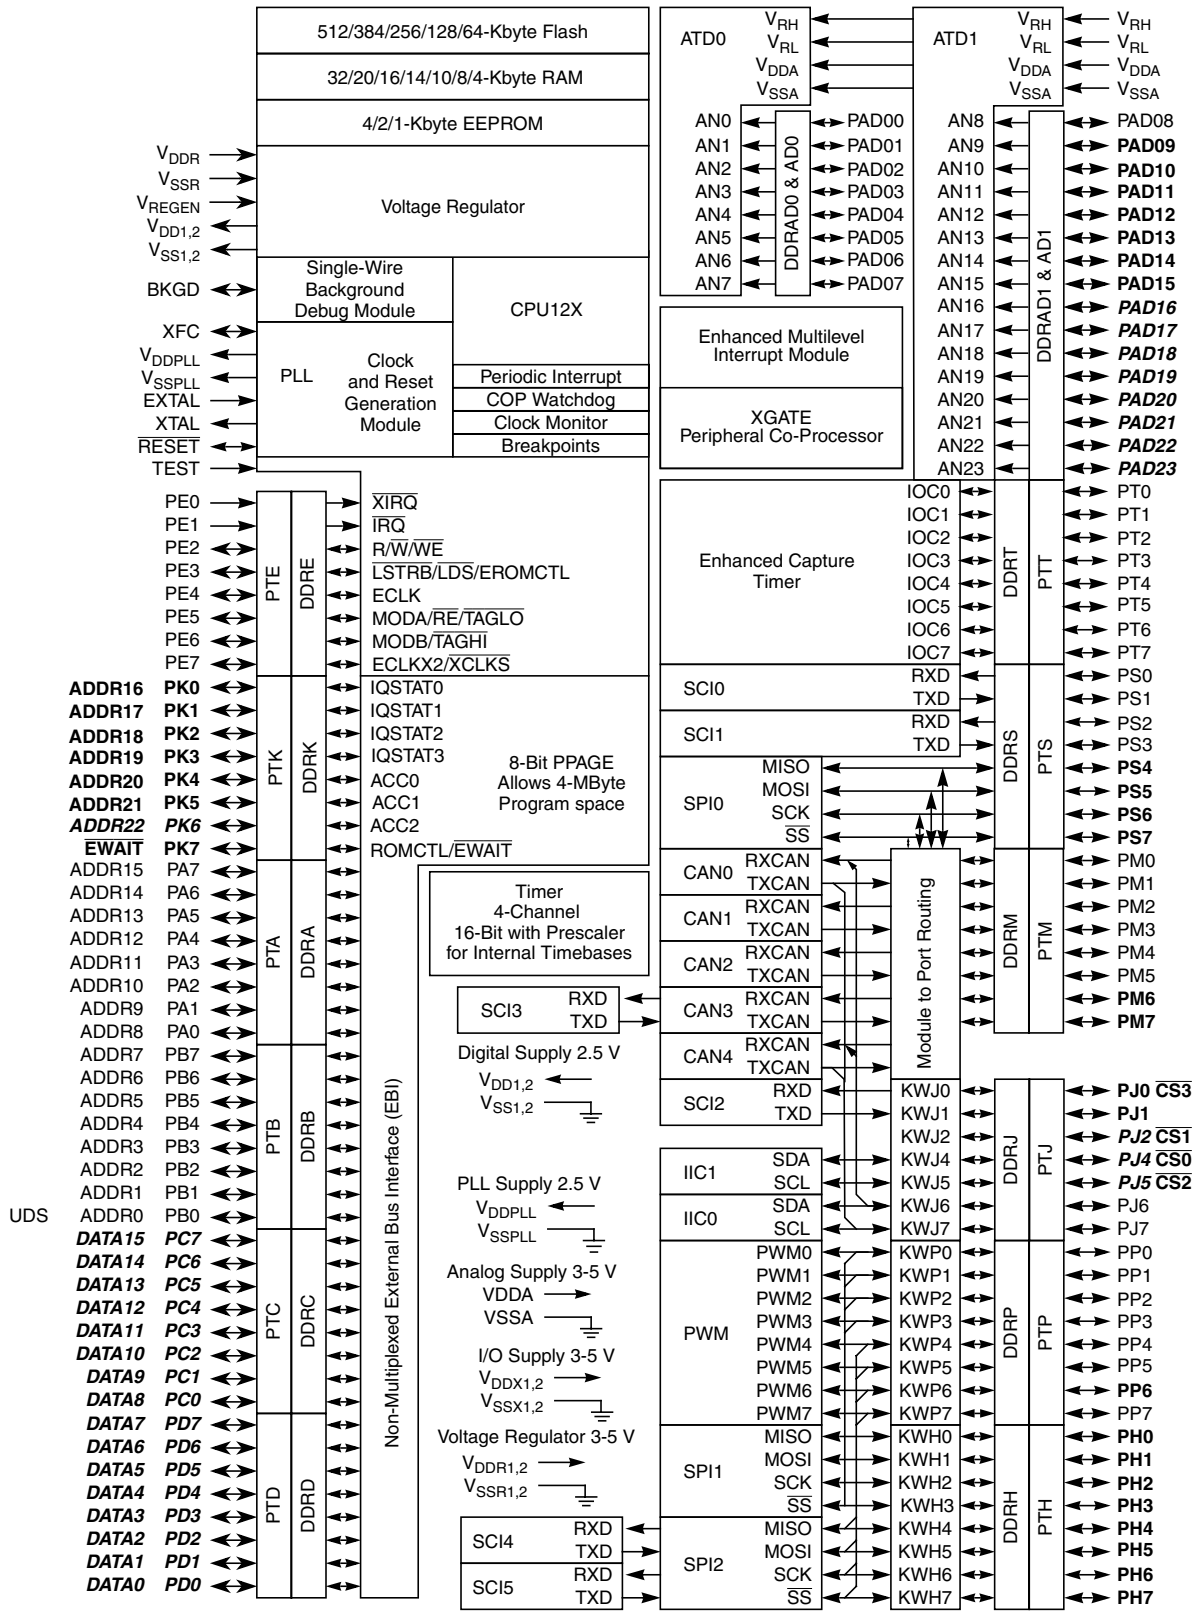 512/384/256/128/64-Kbyte Flash
32/20/16/14/10/8/4-Kbyte RAM
4/2/1-Kbyte EEPROM
VDDR
VSSR
VREGEN
VDD1,2
VSS1,2
Voltage Regulator
Single-Wire
Background
Debug Module
CPU12X
BKGD
XFC
VDDPLL
VSSPLL
EXTAL
XTAL
RESET
TEST
PLL
Clock
and Reset
Generation
Module
Periodic Interrupt
COP Watchdog
Clock Monitor
Breakpoints
PE0 XIRQ
PE1 IRQ
PE2 R/W/WE
PE3 LSTRB/LDS/EROMCTL
PE4 ECLK
PE5 MODA/RE/TAGLO
PE6 MODB/TAGHI
PE7 ECLKX2/XCLKS
PTE
DDRE
ADDR16 PK0 IQSTAT0
ADDR17 PK1 IQSTAT1
ADDR18 PK2 IQSTAT2
ADDR19 PK3 IQSTAT3
ADDR20 PK4 ACC0
ADDR21 PK5 ACC1
ADDR22 PK6 ACC2
EWAIT PK7 ROMCTL/EWAIT
PTK
DDRK
8-Bit PPAGE
Allows 4-MByte
Program space
ADDR15 PA7
ADDR14 PA6
ADDR13 PA5
ADDR12 PA4
ADDR11 PA3
ADDR10 PA2
ADDR9 PA1
ADDR8 PA0
PTA
DDRA
ADDR7 PB7
ADDR6 PB6
ADDR5 PB5
ADDR4 PB4
ADDR3 PB3
ADDR2 PB2
ADDR1 PB1
UDS ADDR0 PB0
PTB
DDRB
DATA15 PC7
DATA14 PC6
DATA13 PC5
DATA12 PC4
DATA11 PC3
DATA10 PC2
DATA9 PC1
DATA8 PC0
PTC
DDRC
DATA7 PD7
DATA6 PD6
DATA5 PD5
DATA4 PD4
DATA3 PD3
DATA2 PD2
DATA1 PD1
DATA0 PD0
PTD
DDRD
Non-Multiplexed External Bus Interface (EBI)
Timer
4-Channel
16-Bit with Prescaler
for Internal Timebases
SCI3
RXD
TXD
Digital Supply 2.5 V
VDD1,2
VSS1,2
PLL Supply 2.5 V
VDDPLL
VSSPLL
Analog Supply 3-5 V
VDDA
VSSA
I/O Supply 3-5 V
VDDX1,2
VSSX1,2
Voltage Regulator 3-5 V
VDDR1,2
VSSR1,2
SCI4
RXD
TXD
SCI5
RXD
TXD
ATD0
VRH
VRL
VDDA
VSSA
AN0 PAD00
AN1 PAD01
AN2 PAD02
AN3 PAD03
AN4 PAD04
AN5 PAD05
AN6 PAD06
AN7 PAD07
DDRAD0 & AD0
ATD1
VRH VRH
VRL VRL
VDDA VDDA
VSSA VSSA
AN8 PAD08
AN9 PAD09
AN10 PAD10
AN11 PAD11
AN12 PAD12
AN13 PAD13
AN14 PAD14
AN15 PAD15
AN16 PAD16
AN17 PAD17
AN18 PAD18
AN19 PAD19
AN20 PAD20
AN21 PAD21
AN22 PAD22
AN23 PAD23
DDRAD1 & AD1
Enhanced Multilevel
Interrupt Module
XGATE
Peripheral Co-Processor
Enhanced Capture
Timer
IOC0 PT0
IOC1 PT1
IOC2 PT2
IOC3 PT3
IOC4 PT4
IOC5 PT5
IOC6 PT6
IOC7 PT7
DDRT
PTT
SCI0
RXD PS0
TXD PS1
SCI1
RXD PS2
TXD PS3
SPI0
MISO PS4
MOSI PS5
SCK PS6
SS PS7
DDRS
PTS
CAN0
RXCAN PM0
TXCAN PM1
CAN1
RXCAN PM2
TXCAN PM3
CAN2
RXCAN PM4
TXCAN PM5
CAN3
RXCAN PM6
TXCAN PM7
CAN4
RXCAN
TXCAN
Module to Port Routing
DDRM
PTM
SCI2
RXD KWJ0 PJ0 CS3
TXD KWJ1 PJ1
KWJ2 PJ2 CS1
IIC1
SDA KWJ4 PJ4 CS0
SCL KWJ5 PJ5 CS2
IIC0
SDA KWJ6 PJ6
SCL KWJ7 PJ7
DDRJ
PTJ
PWM
PWM0 KWP0 PP0
PWM1 KWP1 PP1
PWM2 KWP2 PP2
PWM3 KWP3 PP3
PWM4 KWP4 PP4
PWM5 KWP5 PP5
PWM6 KWP6 PP6
PWM7 KWP7 PP7
DDRP
PTP
SPI1
MISO KWH0 PH0
MOSI KWH1 PH1
SCK KWH2 PH2
SS KWH3 PH3
SPI2
MISO KWH4 PH4
MOSI KWH5 PH5
SCK KWH6 PH6
SS KWH7 PH7
DDRH
PTH